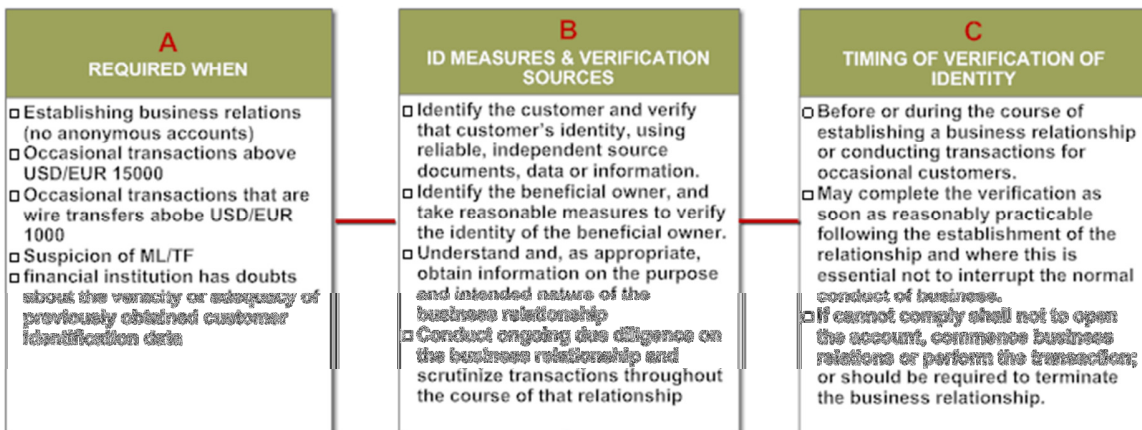 A
REQUIRED WHEN
□ Establishing business relations
(no anonymous accounts)
□ Occasional transactions above
USD/EUR 15000
□ Occasional transactions that are
wire transfers abobe USD/EUR
1000
□ Suspicion of ML/TF
□ financial institution has doubts
about the veracity or adequacy of
previously obtained customer
identification data
B
ID MEASURES & VERIFICATION
SOURCES
□ Identify the customer and verify
that customer's identity, using
reliable, independent source
documents, data or information.
□ Identify the beneficial owner, and
take reasonable measures to verify
the identity of the beneficial owner.
□ Understand and, as appropriate,
obtain information on the purpose
and intended nature of the
business relationship
□ Conduct ongoing due diligence on
the business relationship and
scrutinize transactions throughout
the course of that relationship
C
TIMING OF VERIFICATION OF
IDENTITY
□ Before or during the course of
establishing a business relationship
or conducting transactions for
occasional customers.
□ May complete the verification as
soon as reasonably practicable
following the establishment of the
relationship and where this is
essential not to interrupt the normal
conduct of business.
□ If cannot comply shall not to open
the account, commence business
relations or perform the transaction;
or should be required to terminate
the business relationship.